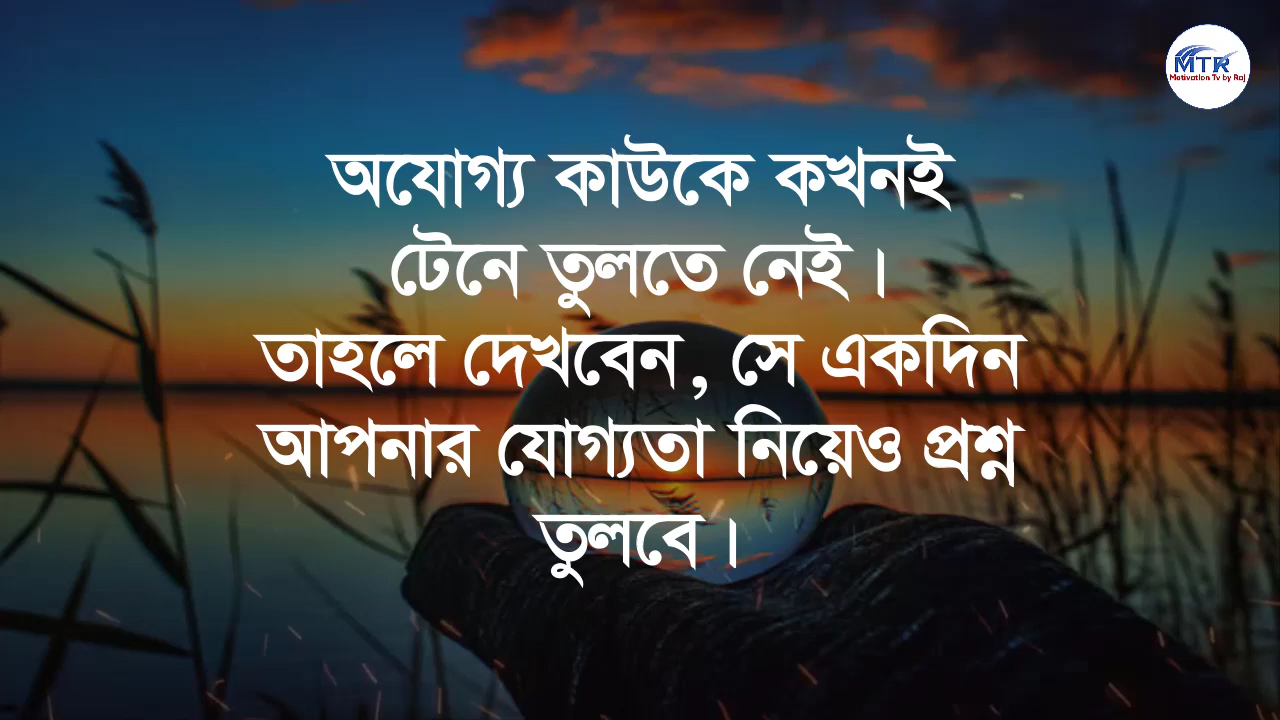 MTR
Motivation Tv by Raj
অযোগ্য কাউকে কখনই
টেনে তুলতে নেই।
তাহলে দেখবেন, সে একদিন
আপনার যোগ্যতা নিয়েও প্রশ্ন
তুলবে।